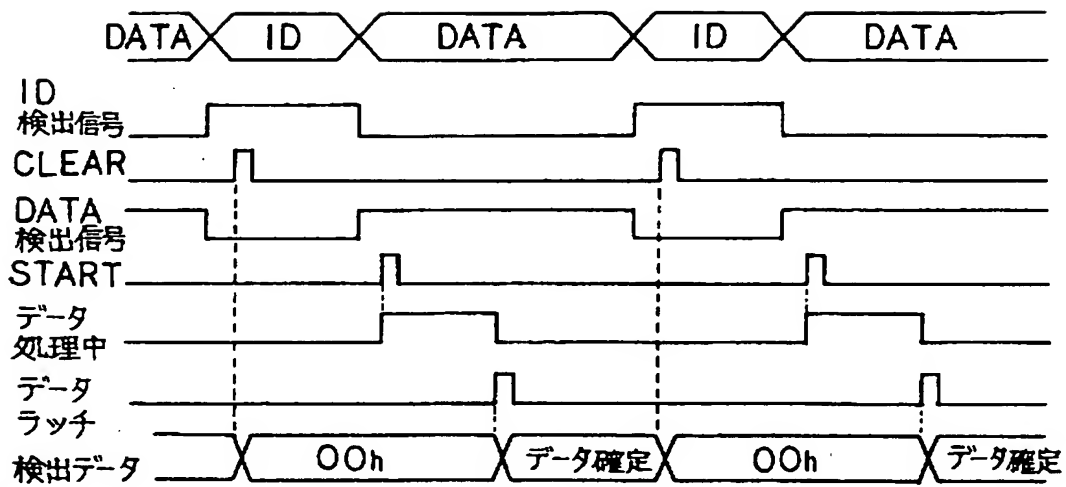 DATA ID DATA ID DATA
ID
検出信号
CLEAR
DATA
検出信号
START
データ
処理中
データ
ラッチ
検出データ 00h データ確定 00h データ確定